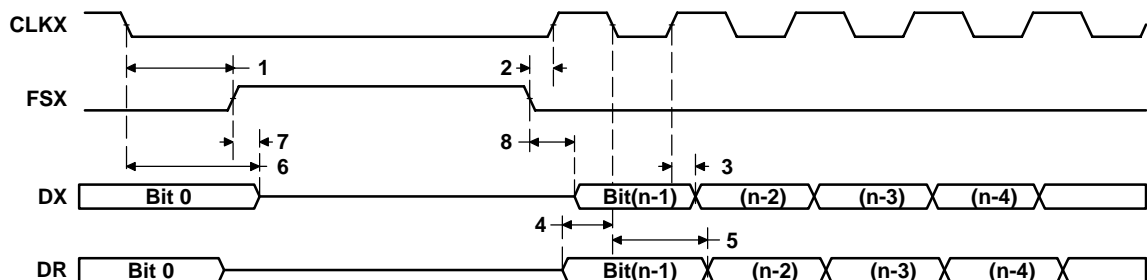 CLKX
1 2
FSX
7 8
6 3
DX Bit 0 Bit(n-1) (n-2) (n-3) (n-4)
4 5
DR Bit 0 Bit(n-1) (n-2) (n-3) (n-4)